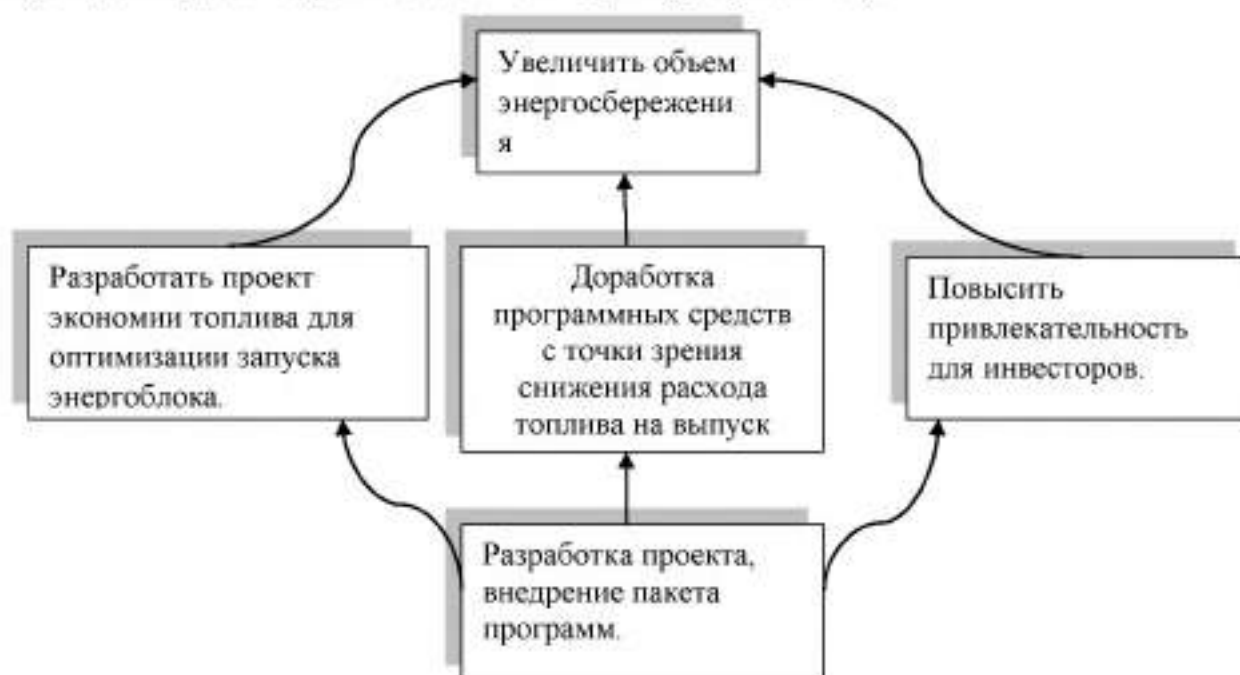 Увеличить объем
энергосбережени
я
Разработать проект
экономии топлива для
оптимизации запуска
энергоблока.
Доработка
программных средств
с точки зрения
снижения расхода
топлива на выпуск
Повысить
привлекательность
для инвесторов.
Разработка проекта,
внедрение пакета
программ.